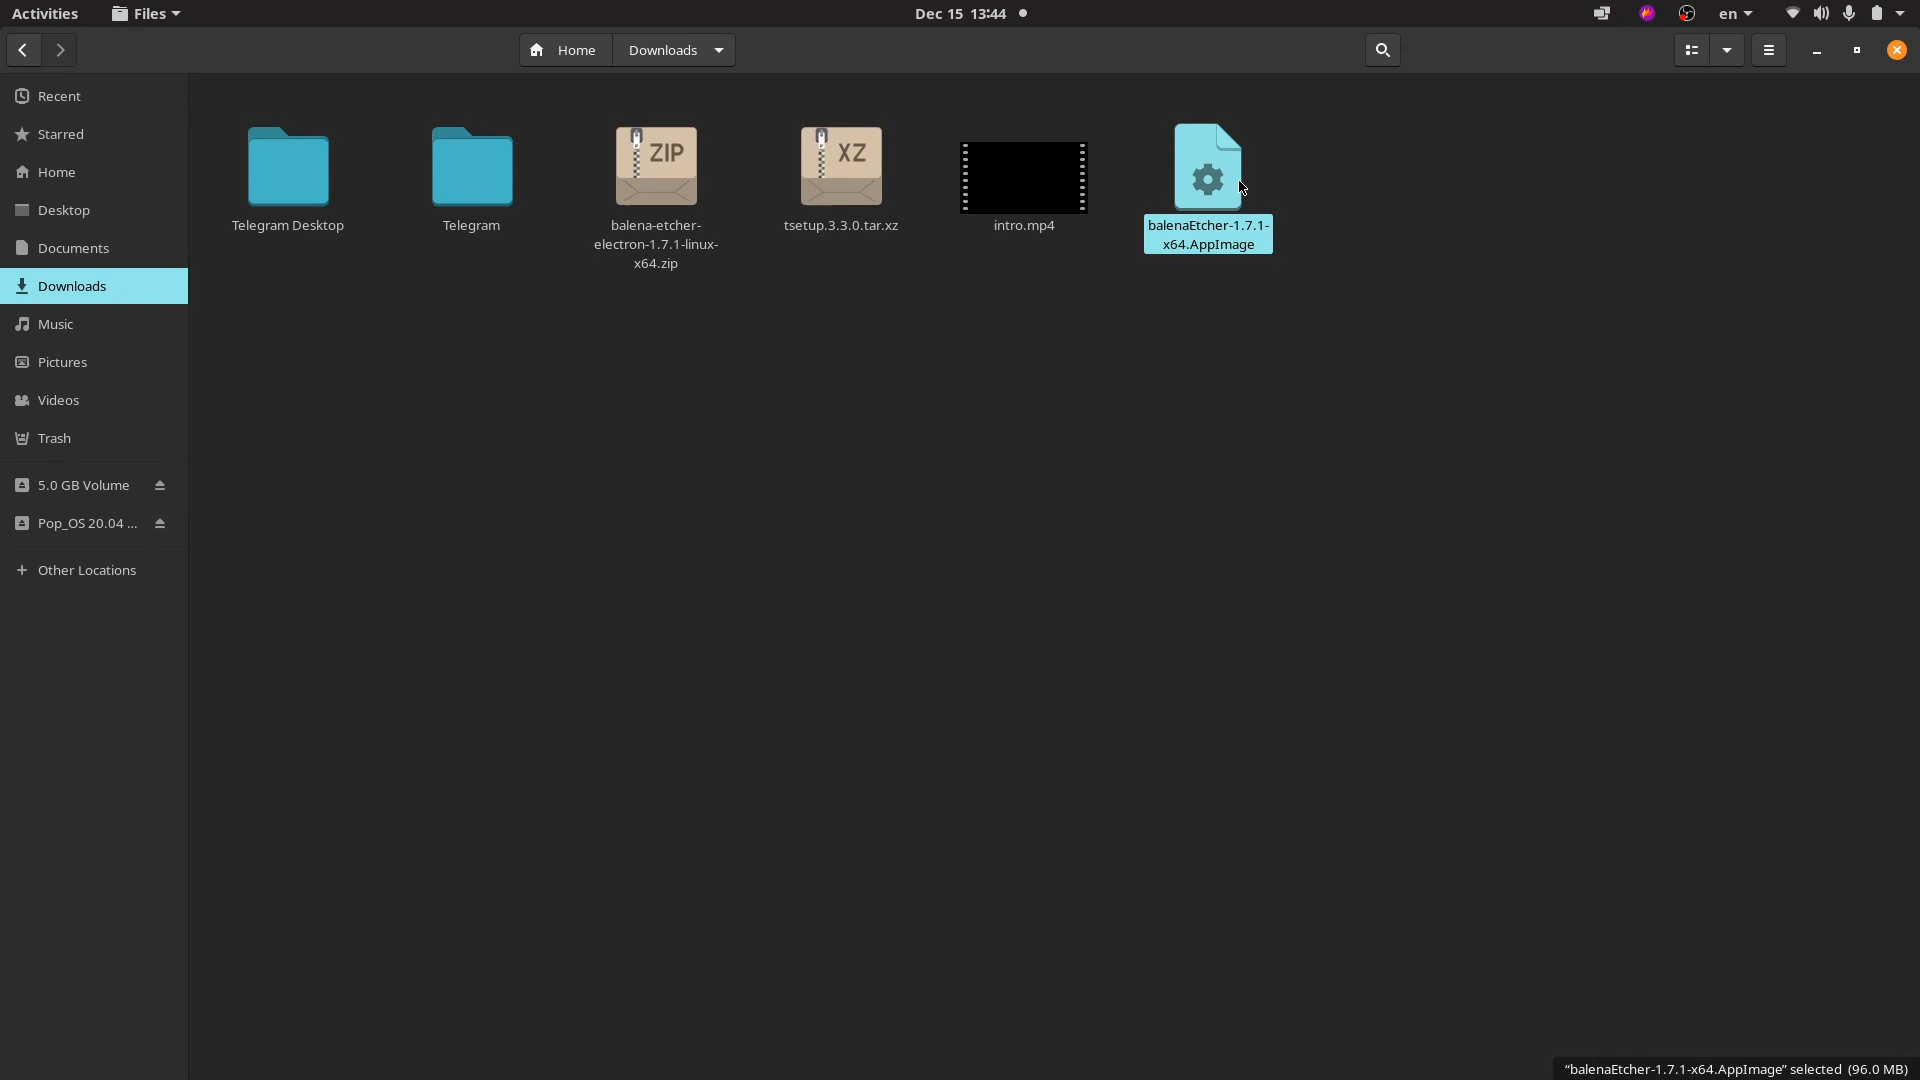 Activities Files Dec 15 13:44 en
Home Downloads
Recent
Starred
Home
Desktop
Documents
Downloads
Music
Pictures
Videos
Trash
5.0 GB Volume
Pop_OS 20.04 ...
Other Locations
Telegram Desktop
Telegram
ZIP
balena-etcher-
electron-1.7.1-linux-
x64.zip
XZ
tsetup.3.3.0.tar.xz
intro.mp4
balenaEtcher-1.7.1-
x64.AppImage
“balenaEtcher-1.7.1-x64.AppImage” selected (96.0 MB)